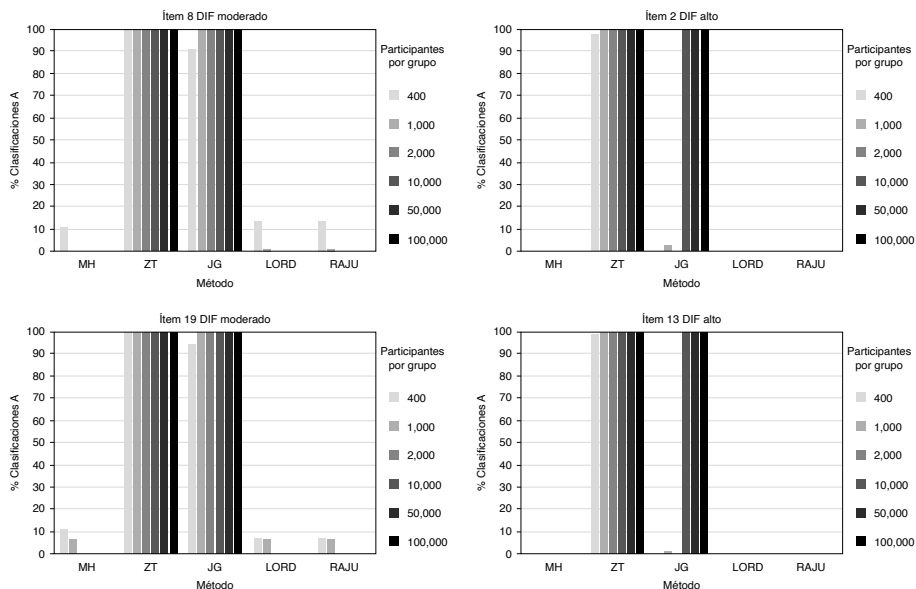 Ítem 8 DIF moderado
% Clasificaciones A
100
90
80
70
60
50
40
30
20
10
0
MH ZT JG LORD RAJU
Método
Participantes
por grupo
400
1,000
2,000
10,000
50,000
100,000
Ítem 2 DIF alto
% Clasificaciones A
100
90
80
70
60
50
40
30
20
10
0
MH ZT JG LORD RAJU
Método
Participantes
por grupo
400
1,000
2,000
10,000
50,000
100,000
Ítem 19 DIF moderado
% Clasificaciones A
100
90
80
70
60
50
40
30
20
10
0
MH ZT JG LORD RAJU
Método
Participantes
por grupo
400
1,000
2,000
10,000
50,000
100,000
Ítem 13 DIF alto
% Clasificaciones A
100
90
80
70
60
50
40
30
20
10
0
MH ZT JG LORD RAJU
Método
Participantes
por grupo
400
1,000
2,000
10,000
50,000
100,000